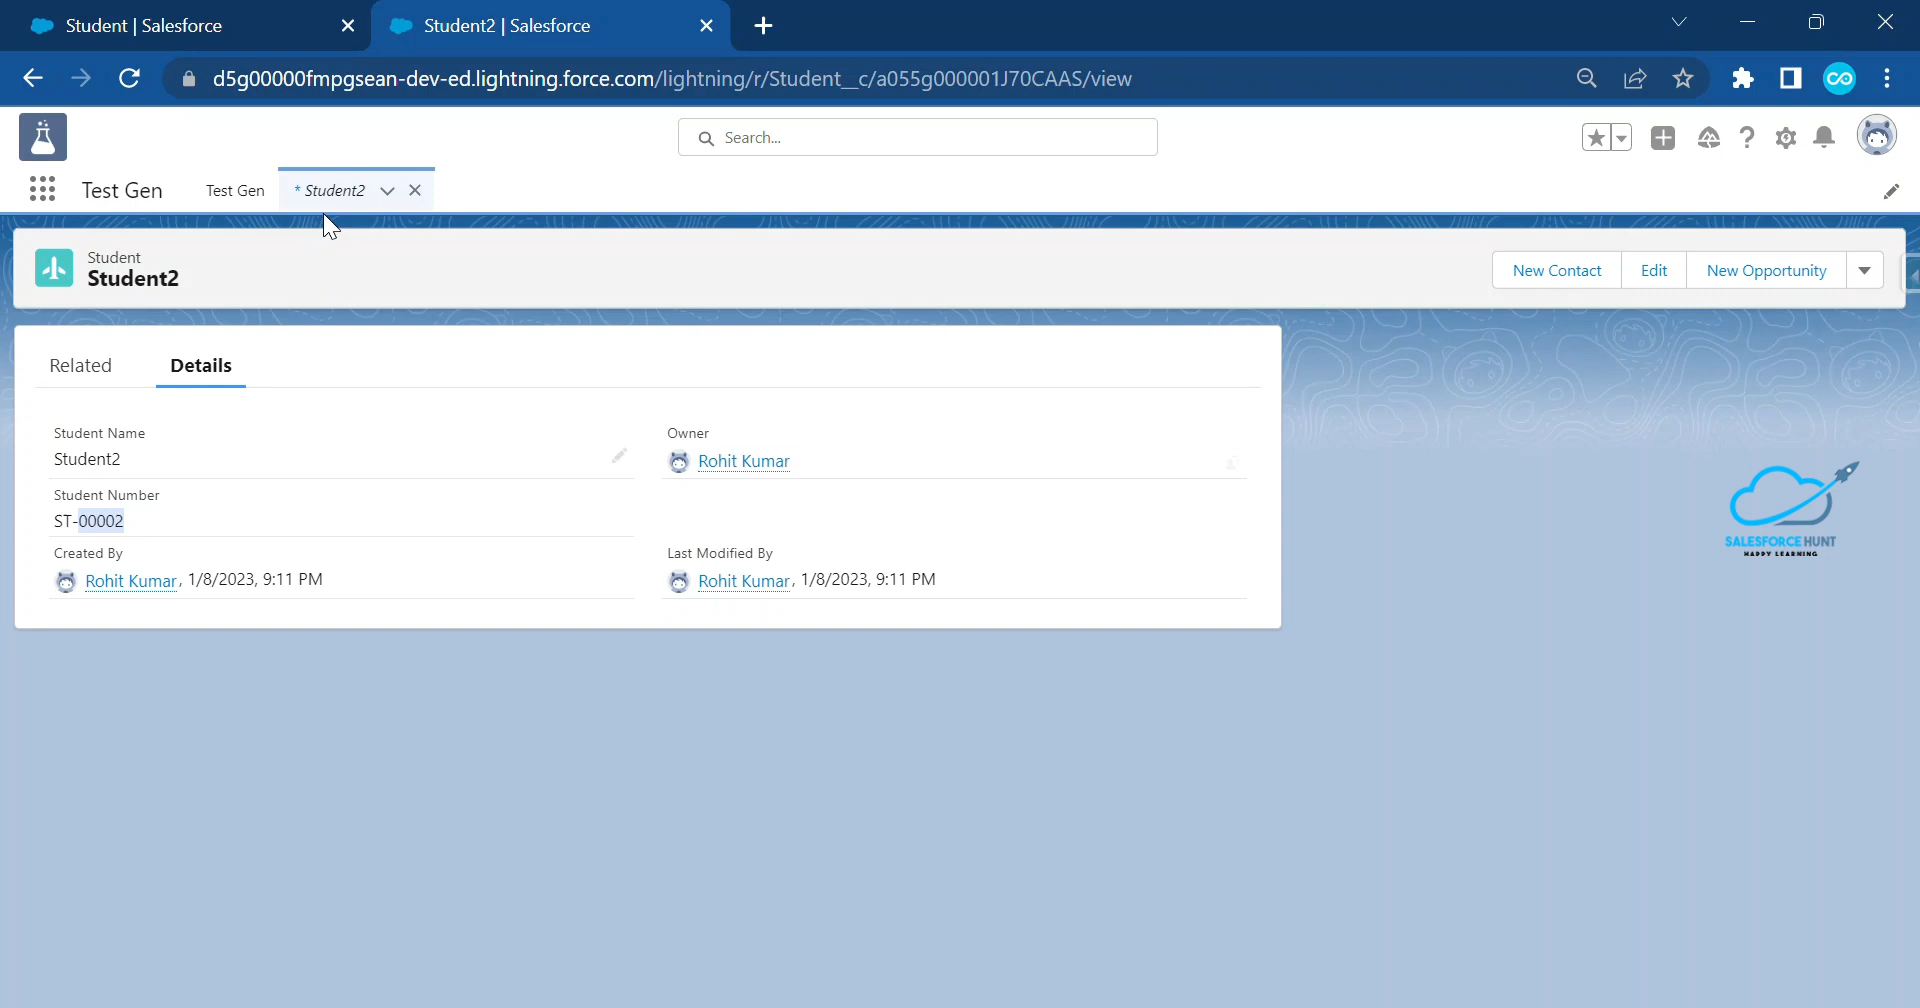 Student | Salesforce
Student2 | Salesforce
d5g00000fmpgsean-dev-ed.lightning.force.com/lightning/r/Student__c/a055g000001J70CAAS/view
Search...
Test Gen
Test Gen
* Student2
Student
Student2
New Contact
Edit
New Opportunity
Related
Details
Student Name
Student2
Owner
Rohit Kumar
Student Number
ST-00002
Created By
Rohit Kumar, 1/8/2023, 9:11 PM
Last Modified By
Rohit Kumar, 1/8/2023, 9:11 PM
SALESFORCE HUNT
HAPPY LEARNING